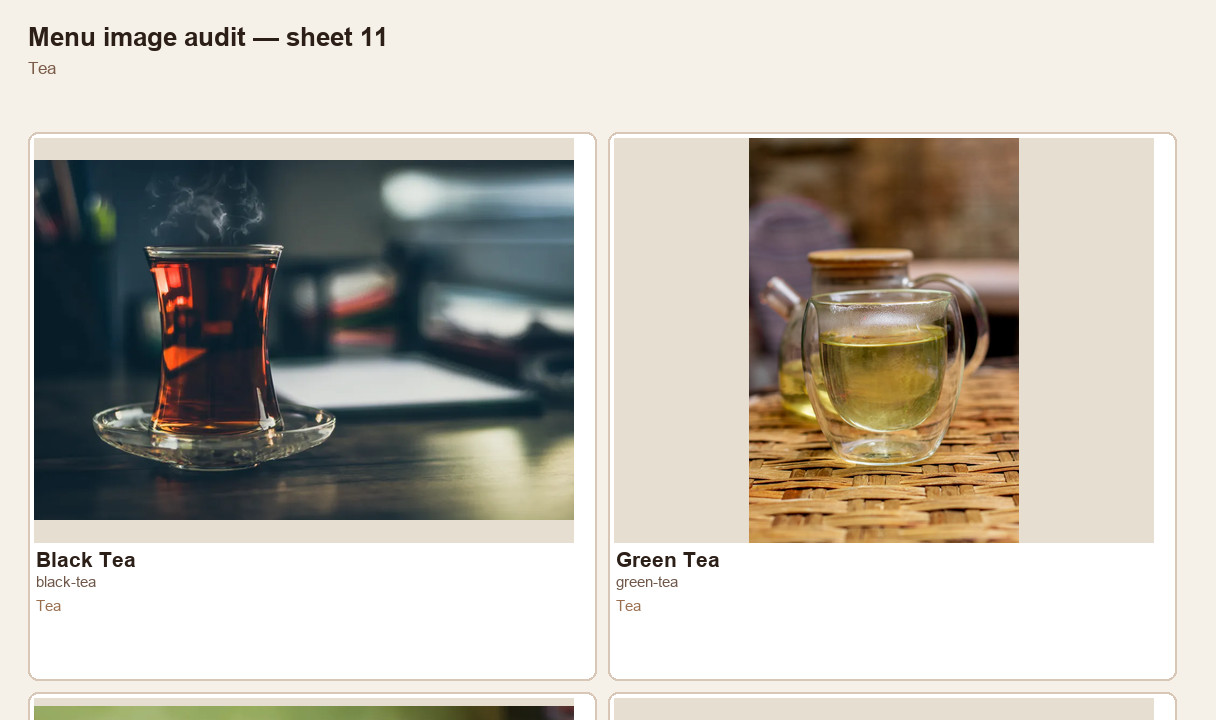 Menu image audit — sheet 11
Tea
Black Tea
black-tea
Tea
Green Tea
green-tea
Tea